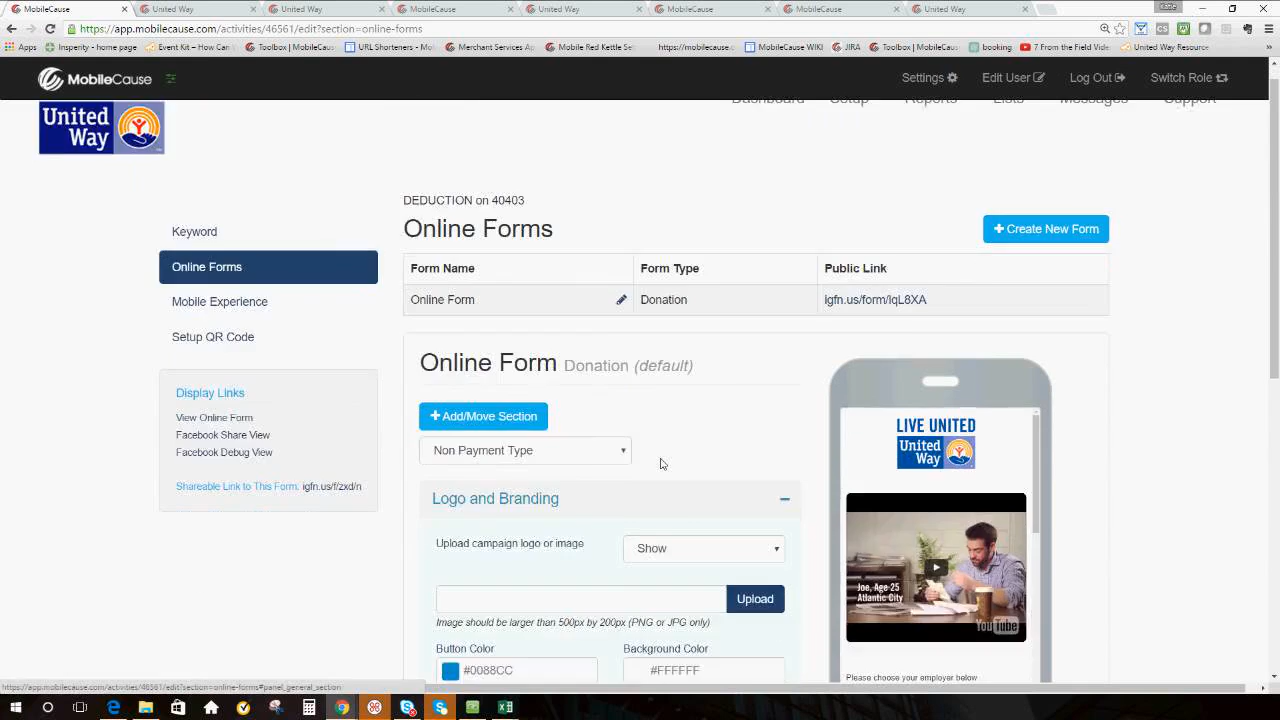 MobileCause
United Way
United Way
MobileCause
United Way
MobileCause
MobileCause
United Way
Katie
https://app.mobilecause.com/activities/46561/edit?section=online-forms
Apps
Insperity - home page
Event Kit – How Can I
Toolbox | MobileCaus
URL Shorteners - Mo
Merchant Services Ap
Mobile Red Kettle Se
https://mobilecause.c
MobileCause WIKI
JIRA
Toolbox | MobileCaus
booking
7 From the Field Vide
United Way Resource
MobileCause
Settings
Edit User
Log Out
Switch Role
Dashboard
Setup
Reports
Lists
Messages
Support
United
Way
DEDUCTION on 40403
Online Forms
+ Create New Form
Keyword
Online Forms
Mobile Experience
Setup QR Code
Form Name
Form Type
Public Link
Online Form
Donation
igfn.us/form/lqL8XA
Display Links
View Online Form
Facebook Share View
Facebook Debug View
Shareable Link to This Form: igfn.us/f/zxd/n
Online Form Donation (default)
+ Add/Move Section
Non Payment Type
Logo and Branding
Upload campaign logo or image
Show
Upload
Image should be larger than 500px by 200px (PNG or JPG only)
Button Color
Background Color
#0088CC
#FFFFFF
LIVE UNITED
United
Way
Joe, Age 25
Atlantic City
YouTube
Please choose your employer below
https://app.mobilecause.com/activities/46561/edit?section=online-forms#panel_general_section